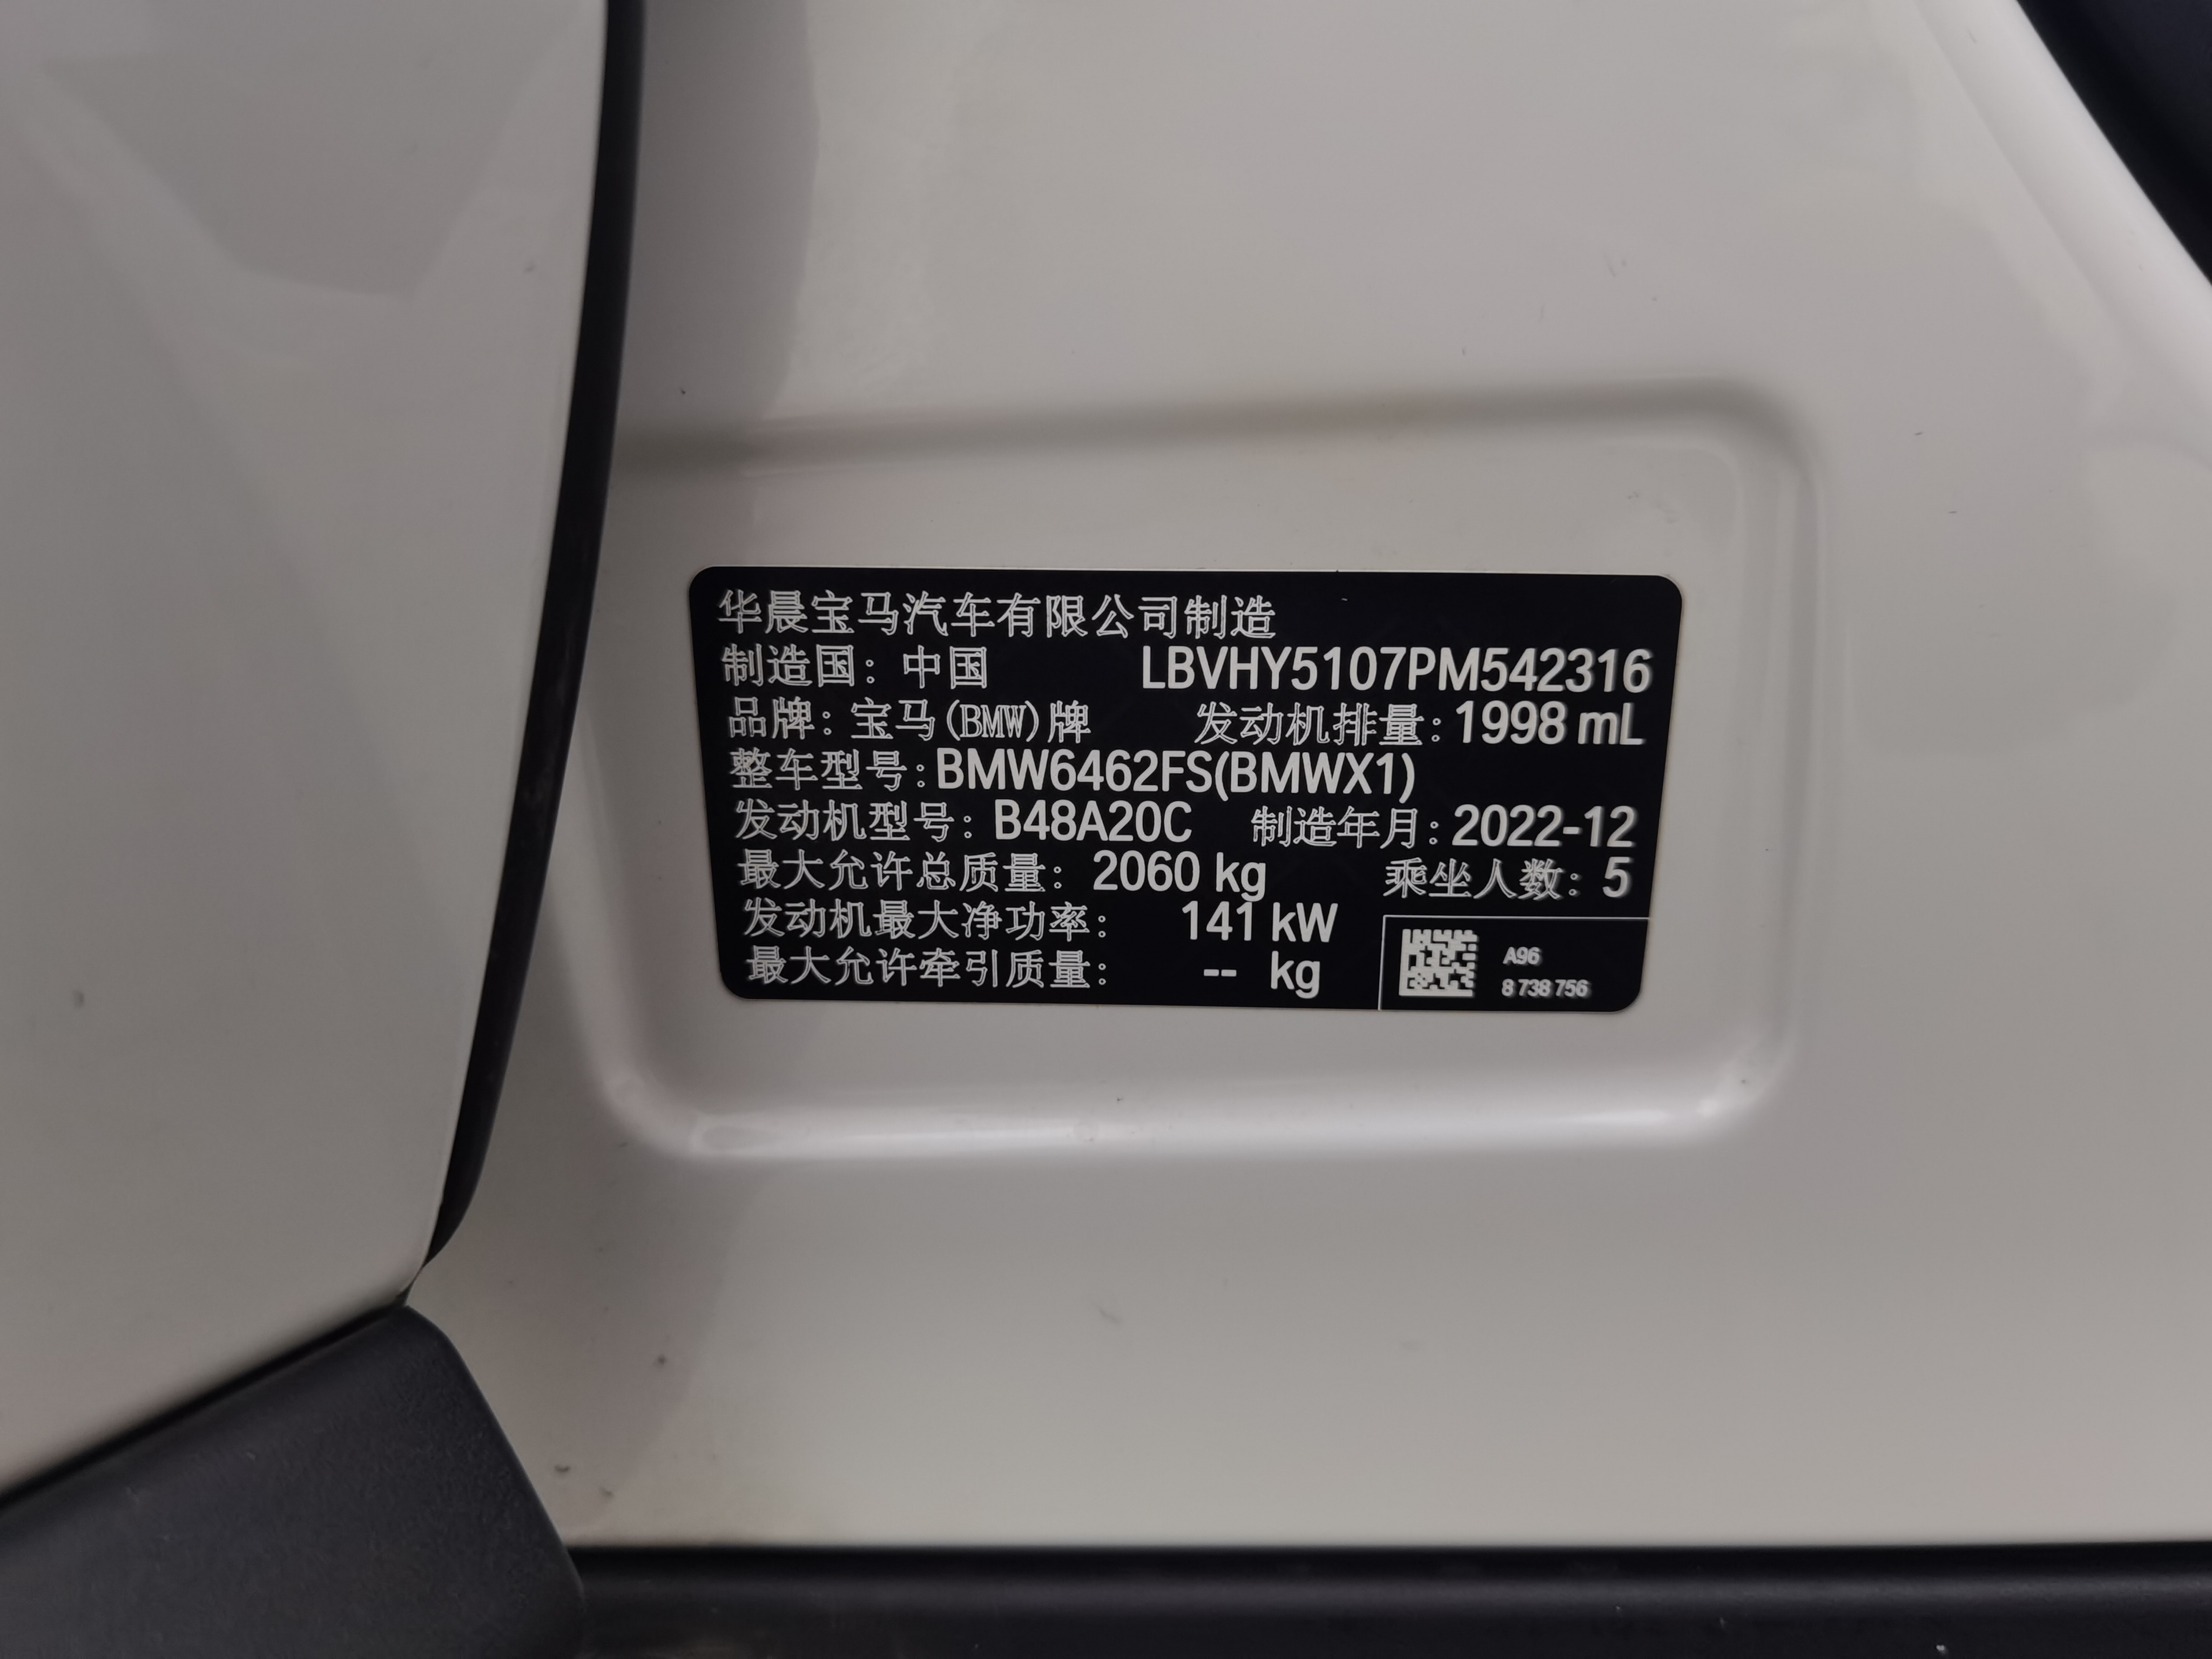 华晨宝马汽车有限公司制造
制造国：中国 LBVHY5107PM542316
品牌：宝马(BMW)牌 发动机排量：1998 mL
整车型号：BMW6462FS(BMWX1)
发动机型号：B48A20C 制造年月：2022-12
最大允许总质量：2060 kg 乘坐人数：5
发动机最大净功率：141 kW
最大允许牵引质量：-- kg
A96
8 738 756